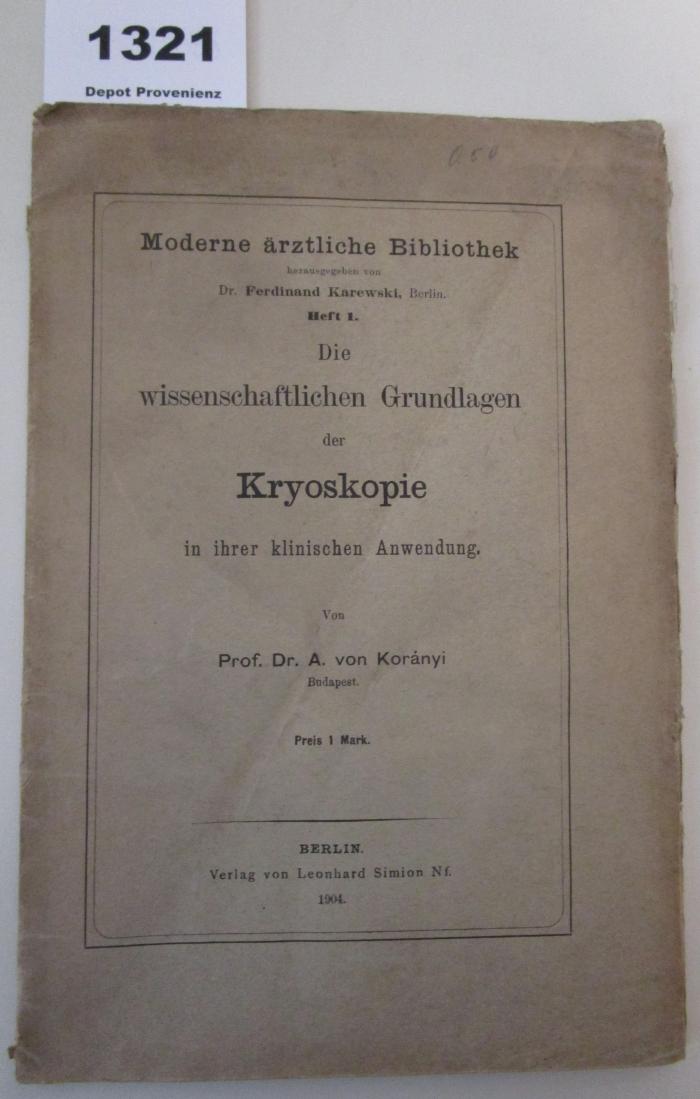 1321
Depot Provenienz
0.50
Moderne ärztliche Bibliothek
herausgegeben von
Dr. Ferdinand Karewski, Berlin.
Heft 1.
Die
wissenschaftlichen Grundlagen
der
Kryoskopie
in ihrer klinischen Anwendung.
Von
Prof. Dr. A. von Korányi
Budapest.
Preis 1 Mark.
BERLIN.
Verlag von Leonhard Simion Nf.
1904.